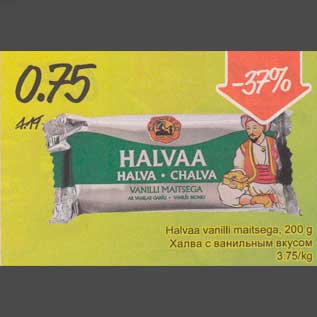 0.75
1.19
-37%
HALVAA
HALVA • CHALVA
VANILLI MAITSEGA
Halvaa vanilli maitsega, 200 g
Халва с ванильным вкусом
3.75/kg